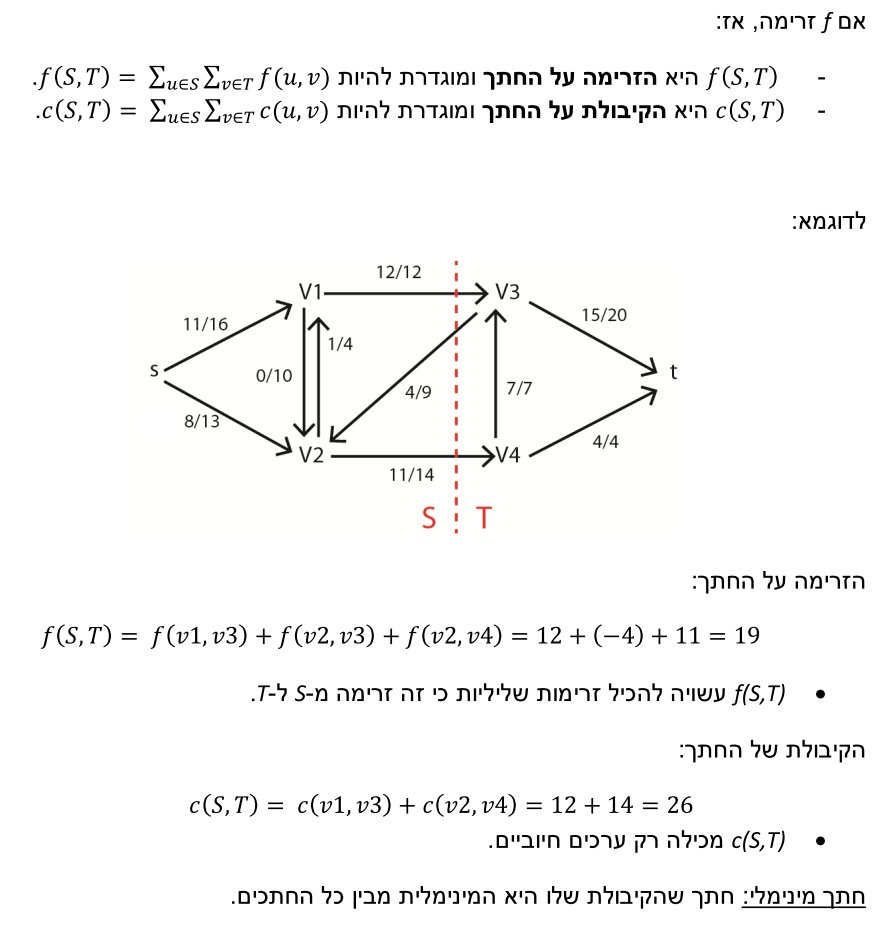 אם f זרימה, אז:
- f(S,T) היא הזרימה על החתך ומוגדרת להיות f(S,T) = ∑u∈S ∑v∈T f(u,v).
- c(S,T) היא הקיבולת על החתך ומוגדרת להיות c(S,T) = ∑u∈S ∑v∈T c(u,v).
לדוגמא:
12/12
V1
V3
11/16
15/20
1/4
s
0/10
4/9
7/7
t
8/13
4/4
V2
V4
11/14
S
T
הזרימה על החתך:
f(S,T) = f(v1,v3) + f(v2,v3) + f(v2,v4) = 12 + (−4) + 11 = 19
• f(S,T) עשויה להכיל זרימות שליליות כי זה זרימה מ-S ל-T.
הקיבולת של החתך:
c(S,T) = c(v1,v3) + c(v2,v4) = 12 + 14 = 26
• c(S,T) מכילה רק ערכים חיוביים.
חתך מינימלי: חתך שהקיבולת שלו היא המינימלית מבין כל החתכים.